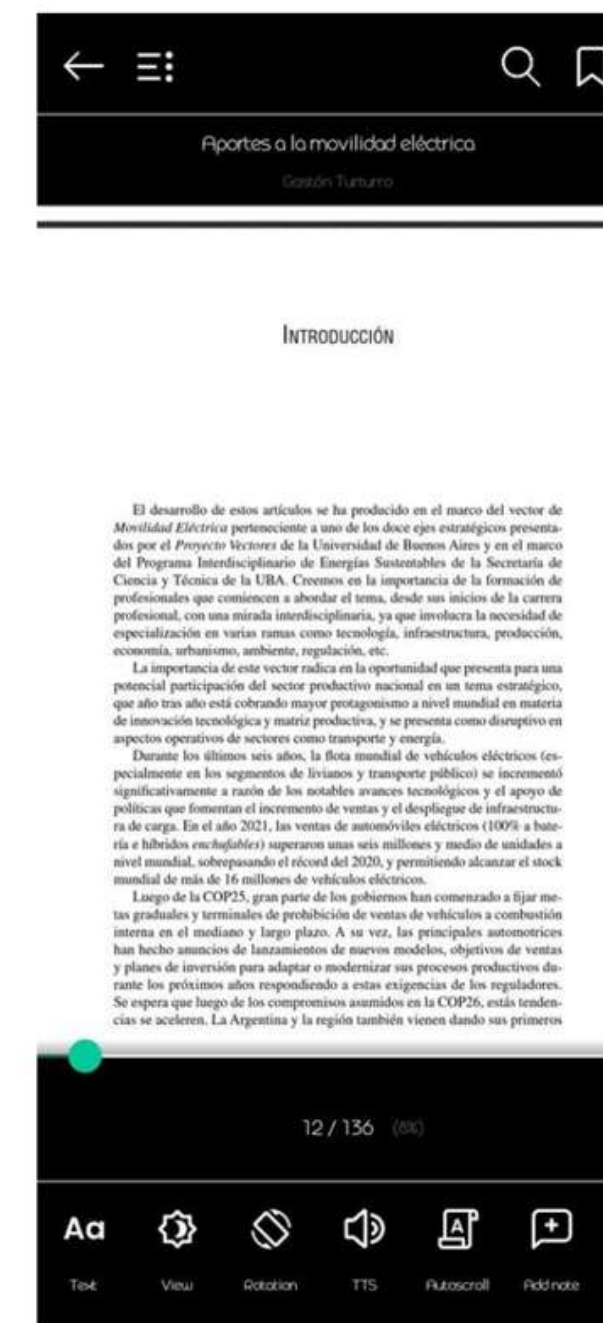 Aportes a la movilidad eléctrica
Gastón Turturro
INTRODUCCIÓN
El desarrollo de estos artículos se ha producido en el marco del vector de
Movilidad Eléctrica perteneciente a uno de los doce ejes estratégicos presenta-
dos por el Proyecto Vectores de la Universidad de Buenos Aires y en el marco
del Programa Interdisciplinario de Energías Sustentables de la Secretaría de
Ciencia y Técnica de la UBA. Creemos en la importancia de la formación de
profesionales que comiencen a abordar el tema, desde sus inicios de la carrera
profesional, con una mirada interdisciplinaria, ya que involucra la necesidad de
especialización en varias ramas como tecnología, infraestructura, producción,
economía, urbanismo, ambiente, regulación, etc.
La importancia de este vector radica en la oportunidad que presenta para una
potencial participación del sector productivo nacional en un tema estratégico,
que año tras año está cobrando mayor protagonismo a nivel mundial en materia
de innovación tecnológica y matriz productiva, y se presenta como disruptivo en
aspectos operativos de sectores como transporte y energía.
Durante los últimos seis años, la flota mundial de vehículos eléctricos (es-
pecialmente en los segmentos de livianos y transporte público) se incrementó
significativamente a razón de los notables avances tecnológicos y el apoyo de
políticas que fomentan el incremento de ventas y el despliegue de infraestructu-
ra de carga. En el año 2021, las ventas de automóviles eléctricos (100% a bate-
ría e híbridos enchufables) superaron unas seis millones y medio de unidades a
nivel mundial, sobrepasando el récord del 2020, y permitiendo alcanzar el stock
mundial de más de 16 millones de vehículos eléctricos.
Luego de la COP25, gran parte de los gobiernos han comenzado a fijar me-
tas graduales y terminales de prohibición de ventas de vehículos a combustión
interna en el mediano y largo plazo. A su vez, las principales automotrices
han hecho anuncios de lanzamientos de nuevos modelos, objetivos de ventas
y planes de inversión para adaptar o modernizar sus procesos productivos du-
rante los próximos años respondiendo a estas exigencias de los reguladores.
Se espera que luego de los compromisos asumidos en la COP26, estás tenden-
cias se aceleren. La Argentina y la región también vienen dando sus primeros
12 / 136 (8%)
Aa
A
Text View Rotation TTS Autoscroll Add note